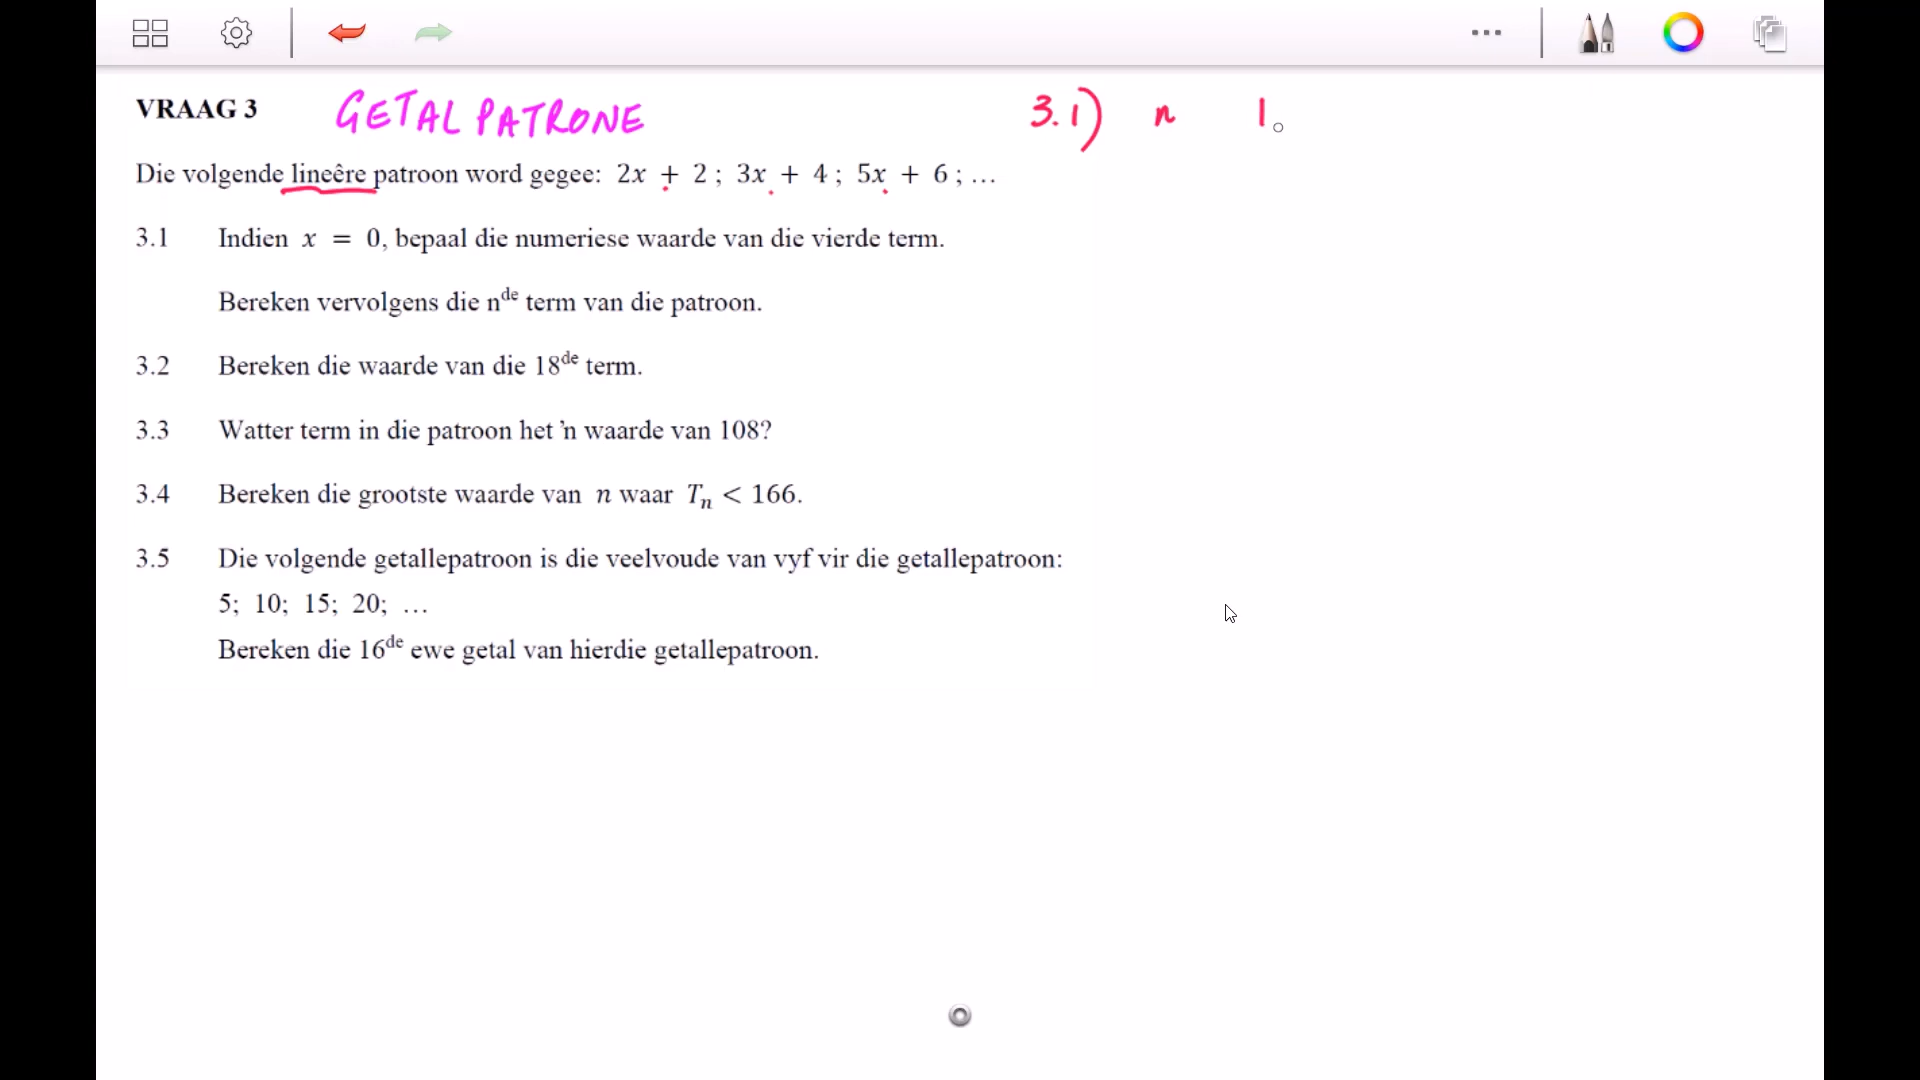 VRAAG 3 GETAL PATRONE
3.1) n 1
Die volgende lineêre patroon word gegee: 2x + 2 ; 3x + 4 ; 5x + 6 ; …
3.1 Indien x = 0, bepaal die numeriese waarde van die vierde term.
Bereken vervolgens die nde term van die patroon.
3.2 Bereken die waarde van die 18de term.
3.3 Watter term in die patroon het 'n waarde van 108?
3.4 Bereken die grootste waarde van n waar Tn < 166.
3.5 Die volgende getallepatroon is die veelvoude van vyf vir die getallepatroon:
5; 10; 15; 20; …
Bereken die 16de ewe getal van hierdie getallepatroon.